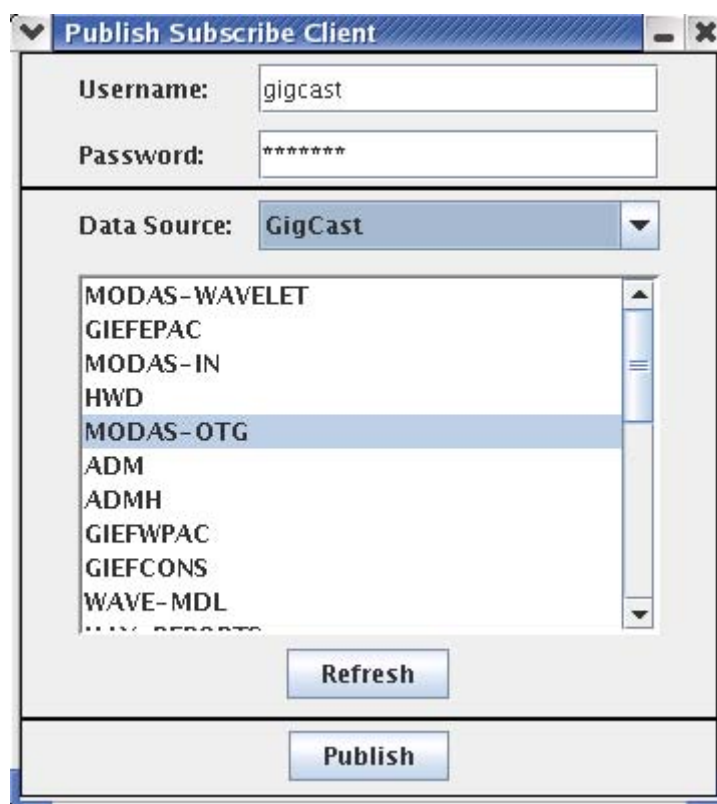 Publish Subscribe Client
Username: gigcast
Password: *******
Data Source: GigCast
MODAS-WAVELET
GIEFEPAC
MODAS-IN
HWD
MODAS-OTG
ADM
ADMH
GIEFWPAC
GIEFCONS
WAVE-MDL
Refresh
Publish